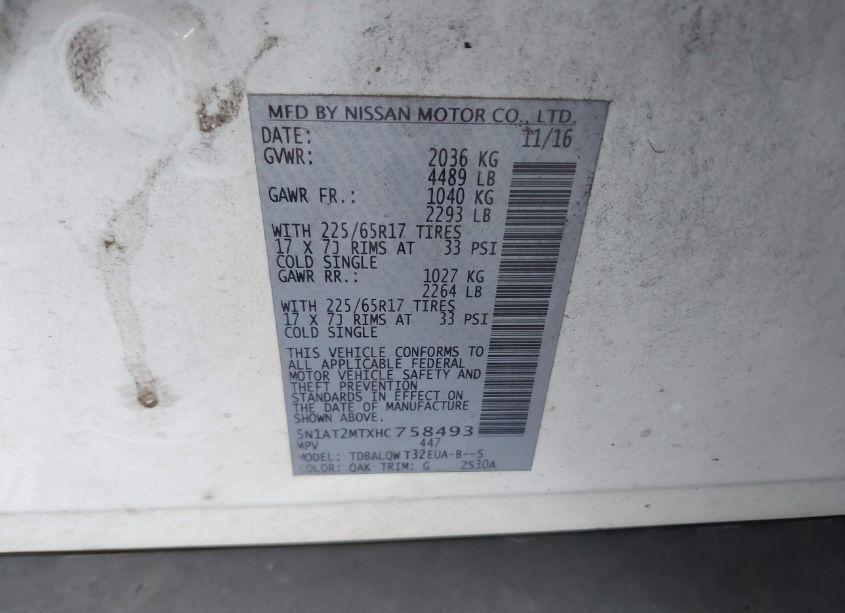 MFD BY NISSAN MOTOR CO., LTD.
DATE: 11/16
GVWR: 2036 KG
4489 LB
GAWR FR.: 1040 KG
2293 LB
WITH 225/65R17 TIRES
17 X 7J RIMS AT 33 PSI
COLD SINGLE
GAWR RR.: 1027 KG
2264 LB
WITH 225/65R17 TIRES
17 X 7J RIMS AT 33 PSI
COLD SINGLE
THIS VEHICLE CONFORMS TO
ALL APPLICABLE FEDERAL
MOTOR VEHICLE SAFETY AND
THEFT PREVENTION
STANDARDS IN EFFECT ON
THE DATE OF MANUFACTURE
SHOWN ABOVE.
5N1AT2MTXHC758493
MPV 447
MODEL: TDBALQW T32EUA-B--S
COLOR: QAK TRIM: G ZS30A